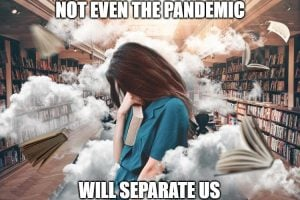 NOT EVEN THE PANDEMIC
WILL SEPARATE US